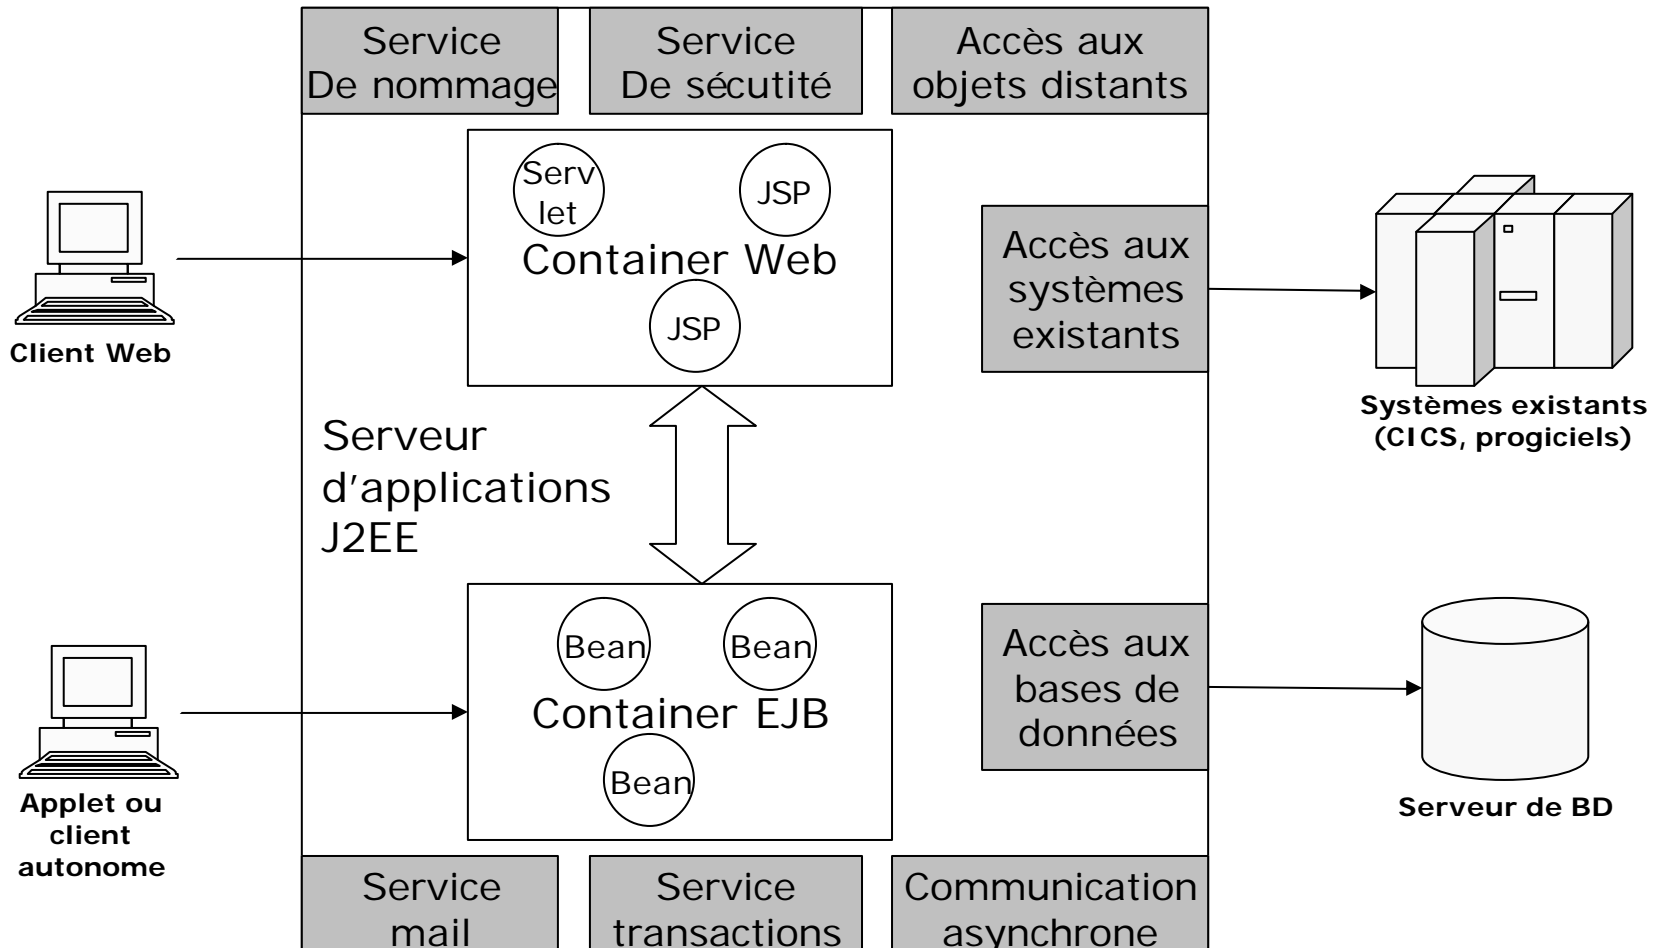 Service
De nommage
Service
De sécutité
Accès aux
objets distants
Serv
let
JSP
Container Web
JSP
Client Web
Accès aux
systèmes
existants
Systèmes existants
(CICS, progiciels)
Serveur
d'applications
J2EE
Bean
Bean
Container EJB
Bean
Applet ou
client
autonome
Accès aux
bases de
données
Serveur de BD
Service
mail
Service
transactions
Communication
asynchrone